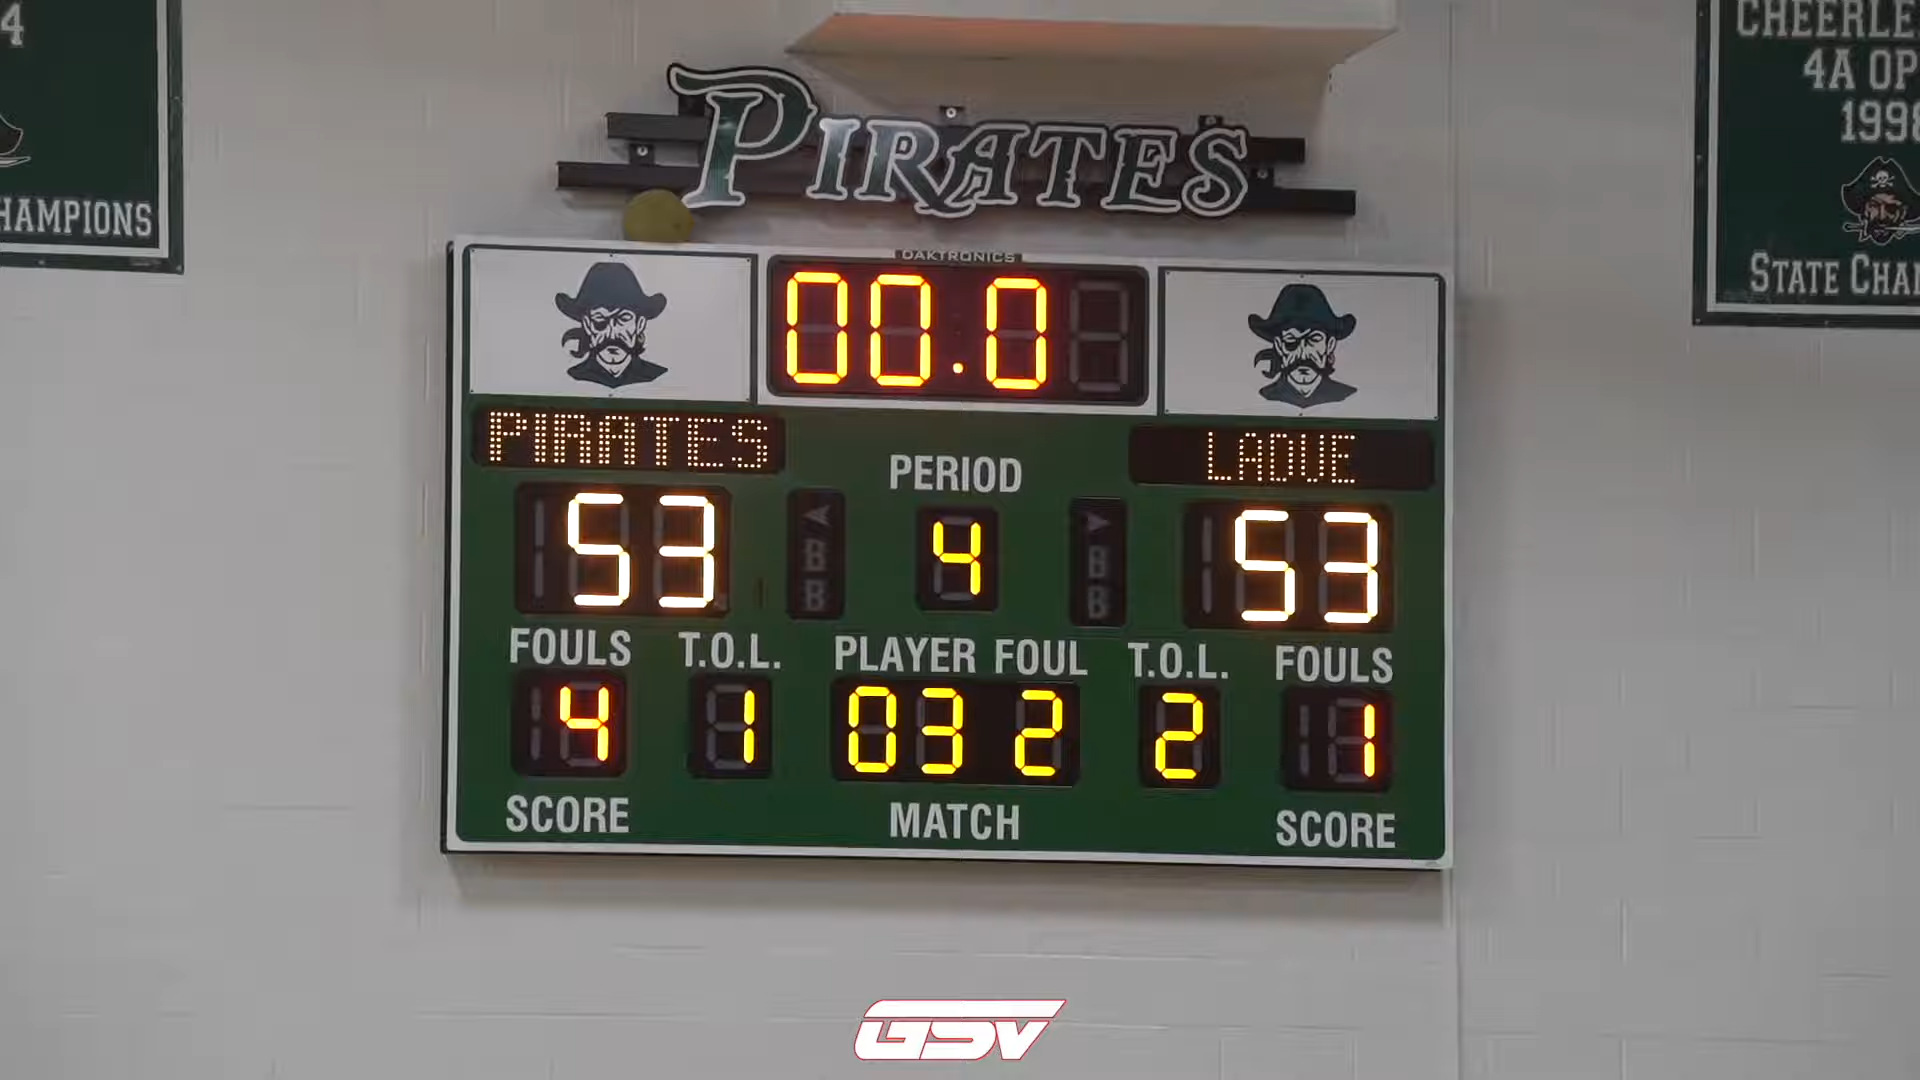 4
HAMPIONS
PIRATES
CHEERLE
4A OP
1998
STATE CHA
DAKTRONICS
00.0
PIRATES
LADUE
PERIOD
53
4
53
FOULS
T.O.L.
PLAYER FOUL
T.O.L.
FOULS
4
1
03 2
2
1
SCORE
MATCH
SCORE
GSV